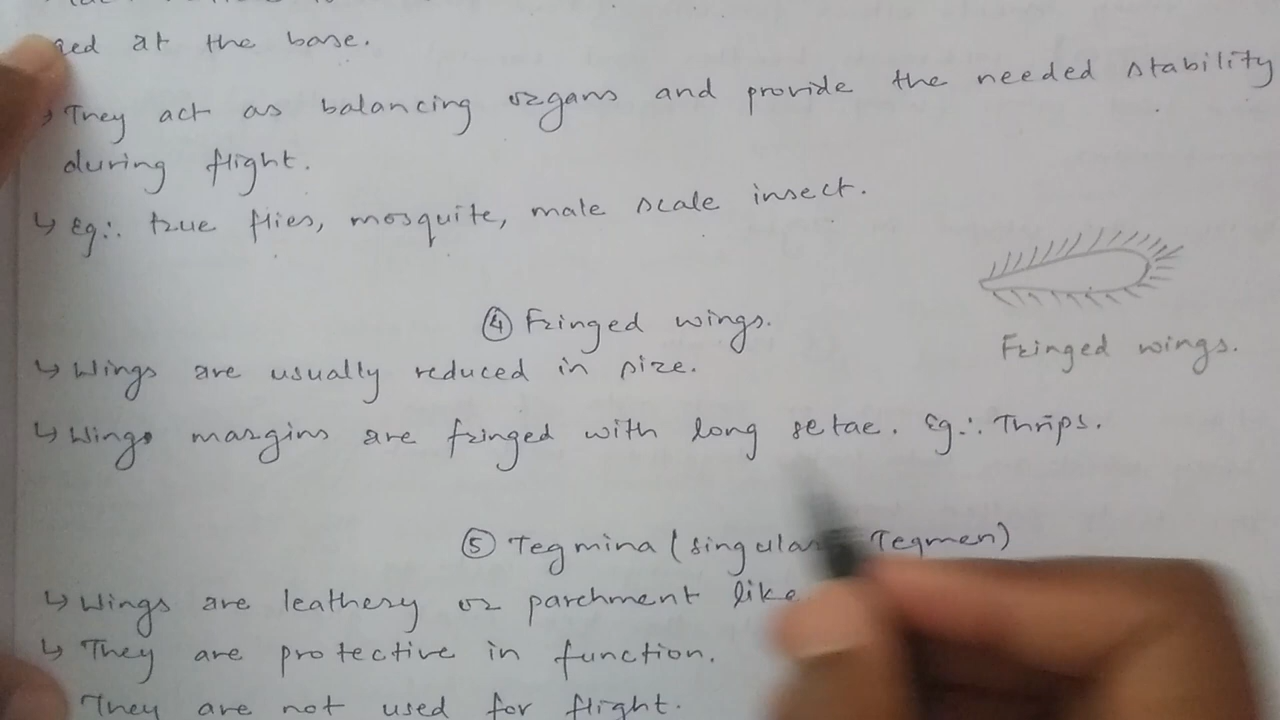 at the base.
They act as balancing organs and provide the needed stability
during flight.
↳ Eg:. true flies, mosquite, male scale insect.
④ Fringed wings.
Fringed wings.
↳ Wings are usually reduced in size.
↳ Wings margins are fringed with long setae. Eg:. Thrips.
⑤ Tegmina (singular Tegmen)
↳ Wings are leathery or parchment like
↳ They are protective in function.
They are not used for flight.